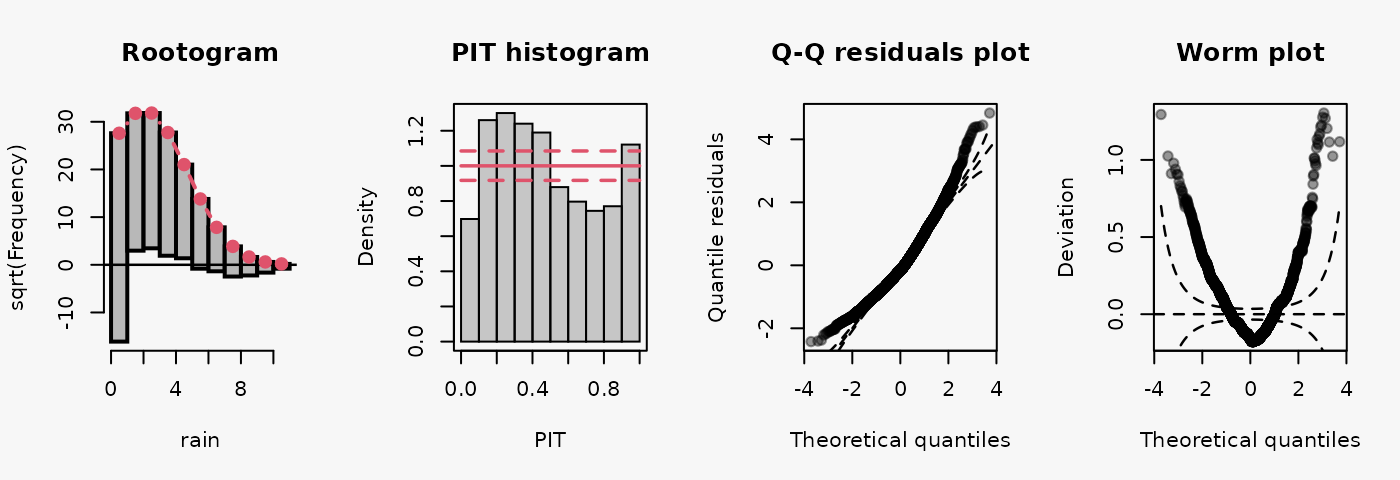 Rootogram
sqrt(Frequency)
30
20
10
0
-10
0 4 8
rain
PIT histogram
Density
1.2
0.8
0.4
0.0
0.0 0.4 0.8
PIT
Q-Q residuals plot
Quantile residuals
4
2
0
-2
-4 -2 0 2 4
Theoretical quantiles
Worm plot
Deviation
1.0
0.5
0.0
-4 -2 0 2 4
Theoretical quantiles